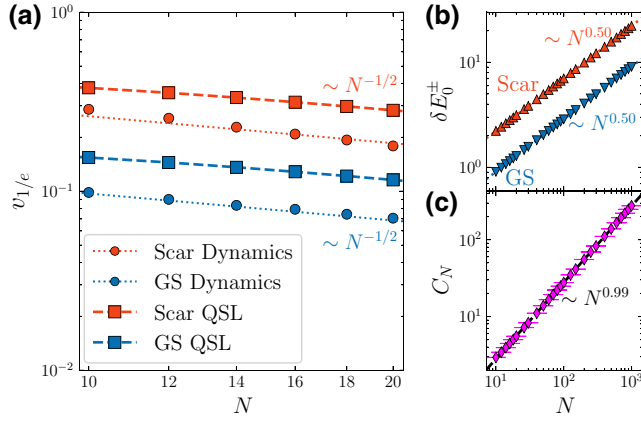 (a)
10^0
10^{-1}
10^{-2}
v_{1/e}
∼ N^{-1/2}
∼ N^{-1/2}
Scar Dynamics
GS Dynamics
Scar QSL
GS QSL
10
12
14
16
18
20
N
(b)
10^1
10^0
δE_0^±
∼ N^{0.50}
Scar
∼ N^{0.50}
GS
(c)
10^2
10^1
C_N
∼ N^{0.99}
10^1
10^2
10^3
N